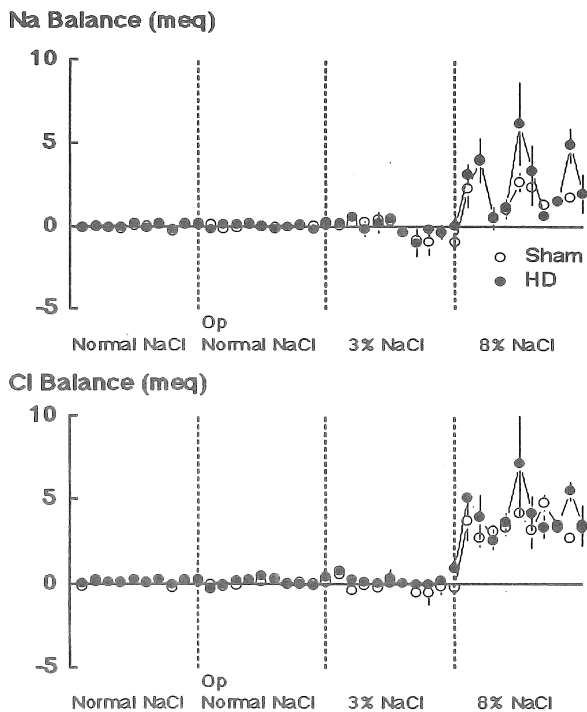 Na Balance (meq)
10
5
0
-5
Sham
HD
Op
Normal NaCl Normal NaCl 3% NaCl 8% NaCl
Cl Balance (meq)
10
5
0
-5
Op
Normal NaCl Normal NaCl 3% NaCl 8% NaCl